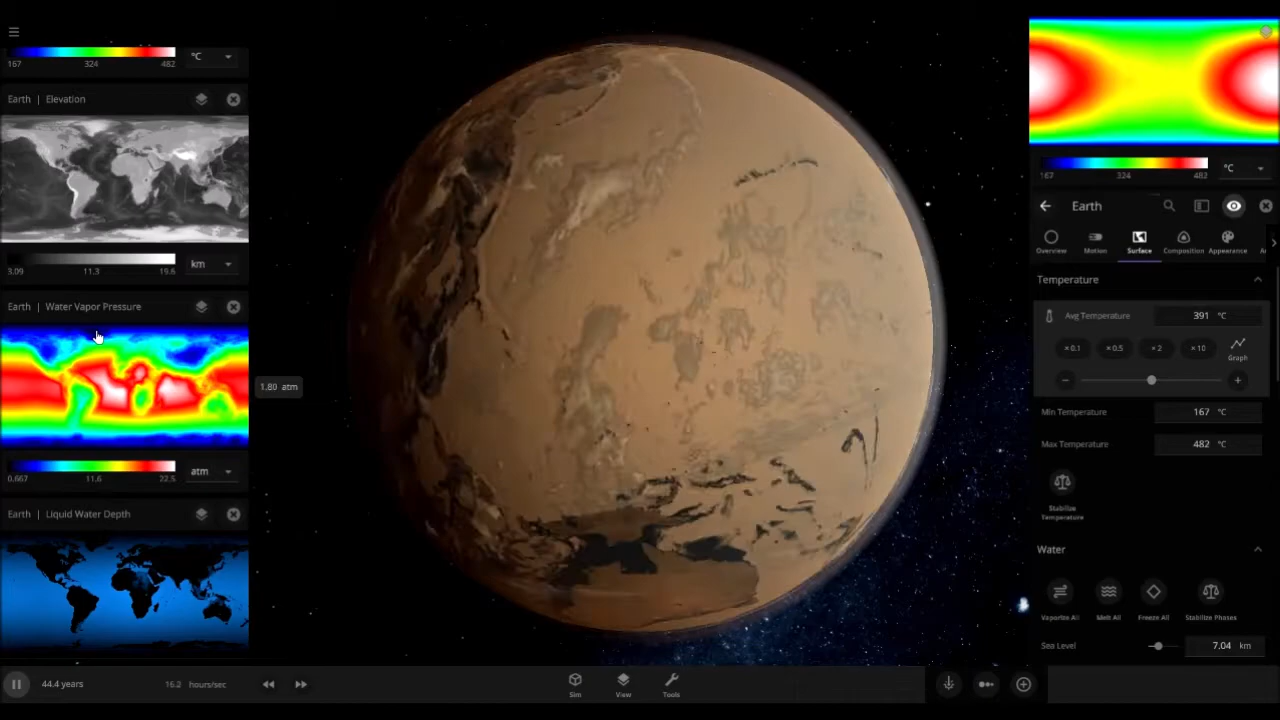 °C
167 324 482
Earth | Elevation
3.09 11.3 19.6
km
Earth | Water Vapor Pressure
1.80 atm
0.667 11.6 22.5
atm
Earth | Liquid Water Depth
44.4 years
16.2 hours/sec
Sim View Tools
167 324 482
°C
Earth
Overview Motion Surface Composition Appearance
Temperature
Avg Temperature 391 °C
×0.1 ×0.5 ×2 ×10 Graph
Min Temperature 167 °C
Max Temperature 482 °C
Stabilize
Temperature
Water
Vaporize All Melt All Freeze All Stabilize Phases
Sea Level 7.04 km